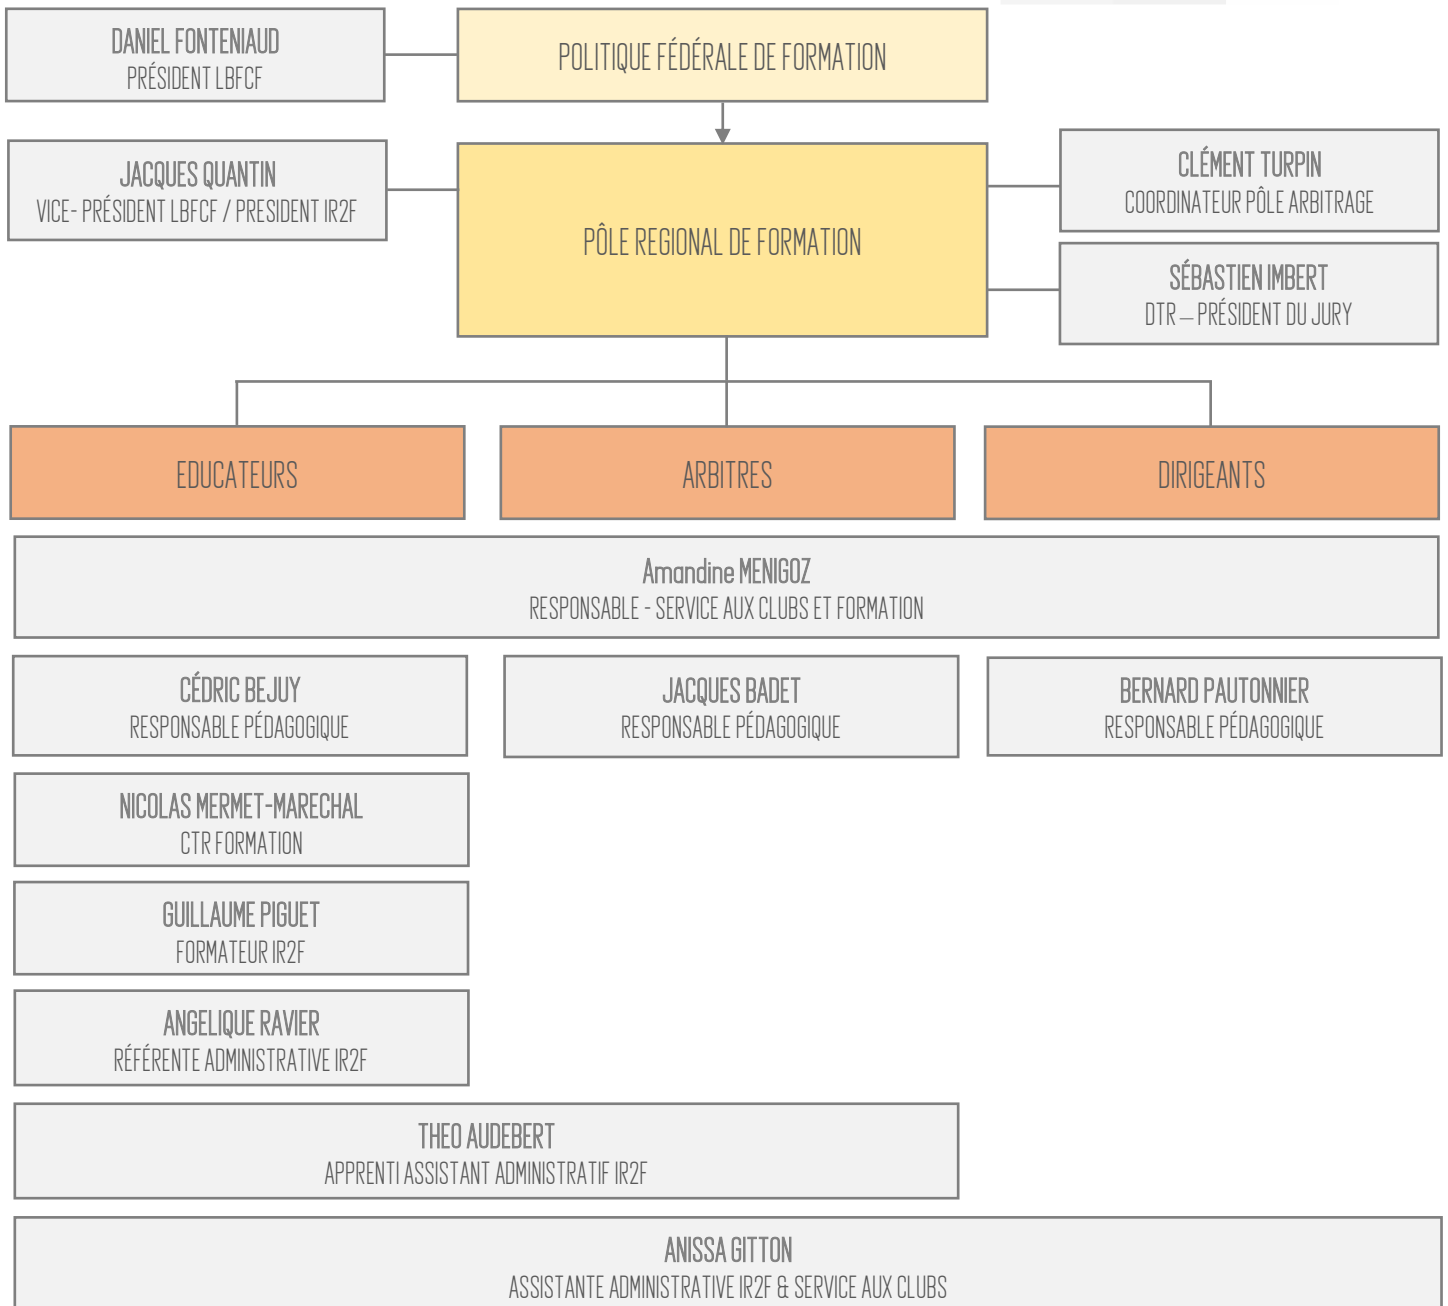 DANIEL FONTENIAUD
PRÉSIDENT LBFCF
POLITIQUE FÉDÉRALE DE FORMATION
JACQUES QUANTIN
VICE- PRÉSIDENT LBFCF / PRESIDENT IR2F
PÔLE REGIONAL DE FORMATION
CLÉMENT TURPIN
COORDINATEUR PÔLE ARBITRAGE
SÉBASTIEN IMBERT
DTR – PRÉSIDENT DU JURY
EDUCATEURS
ARBITRES
DIRIGEANTS
Amandine MENIGOZ
RESPONSABLE - SERVICE AUX CLUBS ET FORMATION
CÉDRIC BEJUY
RESPONSABLE PÉDAGOGIQUE
JACQUES BADET
RESPONSABLE PÉDAGOGIQUE
BERNARD PAUTONNIER
RESPONSABLE PÉDAGOGIQUE
NICOLAS MERMET-MARECHAL
CTR FORMATION
GUILLAUME PIGUET
FORMATEUR IR2F
ANGELIQUE RAVIER
RÉFÉRENTE ADMINISTRATIVE IR2F
THEO AUDEBERT
APPRENTI ASSISTANT ADMINISTRATIF IR2F
ANISSA GITTON
ASSISTANTE ADMINISTRATIVE IR2F & SERVICE AUX CLUBS